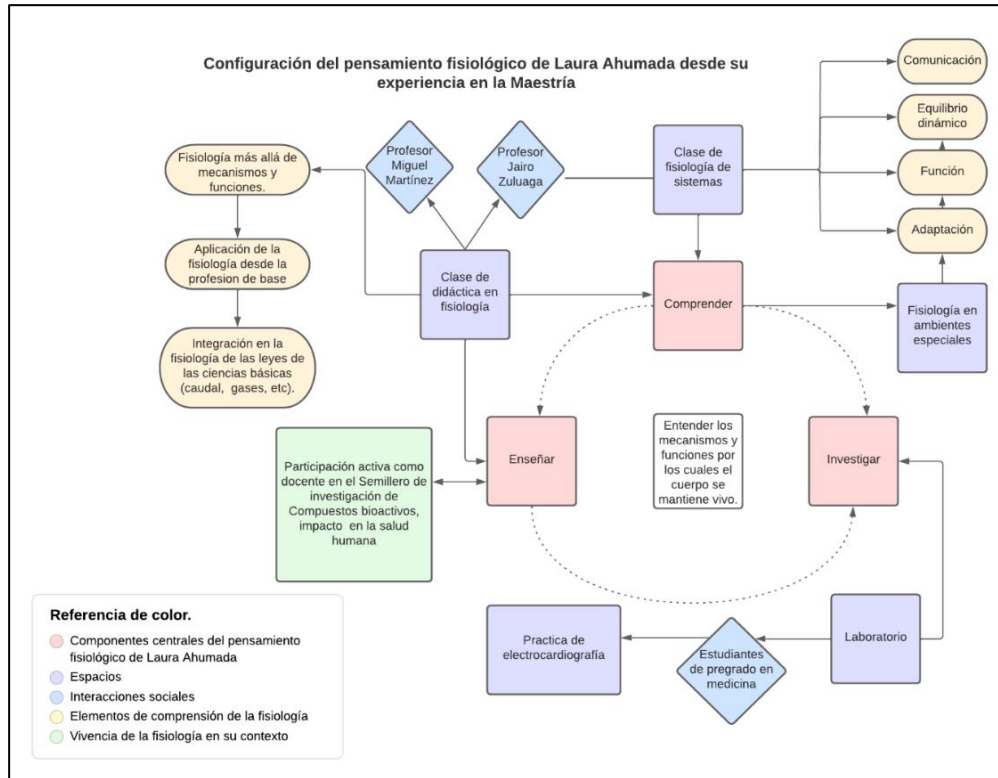 Configuración del pensamiento fisiológico de Laura Ahumada desde su
experiencia en la Maestría
Comunicación
Equilibrio
dinámico
Función
Adaptación
Profesor
Miguel
Martínez
Profesor
Jairo
Zuluaga
Clase de
fisiología de
sistemas
Fisiología más allá de
mecanismos y
funciones.
Aplicación de la
fisiología desde la
profesion de base
Integración en la
fisiología de las leyes de
las ciencias básicas
(caudal, gases, etc).
Clase de
didáctica en
fisiología
Comprender
Fisiología en
ambientes
especiales
Participación activa como
docente en el Semillero de
investigación de
Compuestos bioactivos,
impacto en la salud
humana
Enseñar
Entender los
mecanismos y
funciones por
los cuales el
cuerpo se
mantiene vivo.
Investigar
Practica de
electrocardiografía
Estudiantes
de pregrado en
medicina
Laboratorio
Referencia de color.
Componentes centrales del pensamiento
fisiológico de Laura Ahumada
Espacios
Interacciones sociales
Elementos de comprensión de la fisiología
Vivencia de la fisiología en su contexto